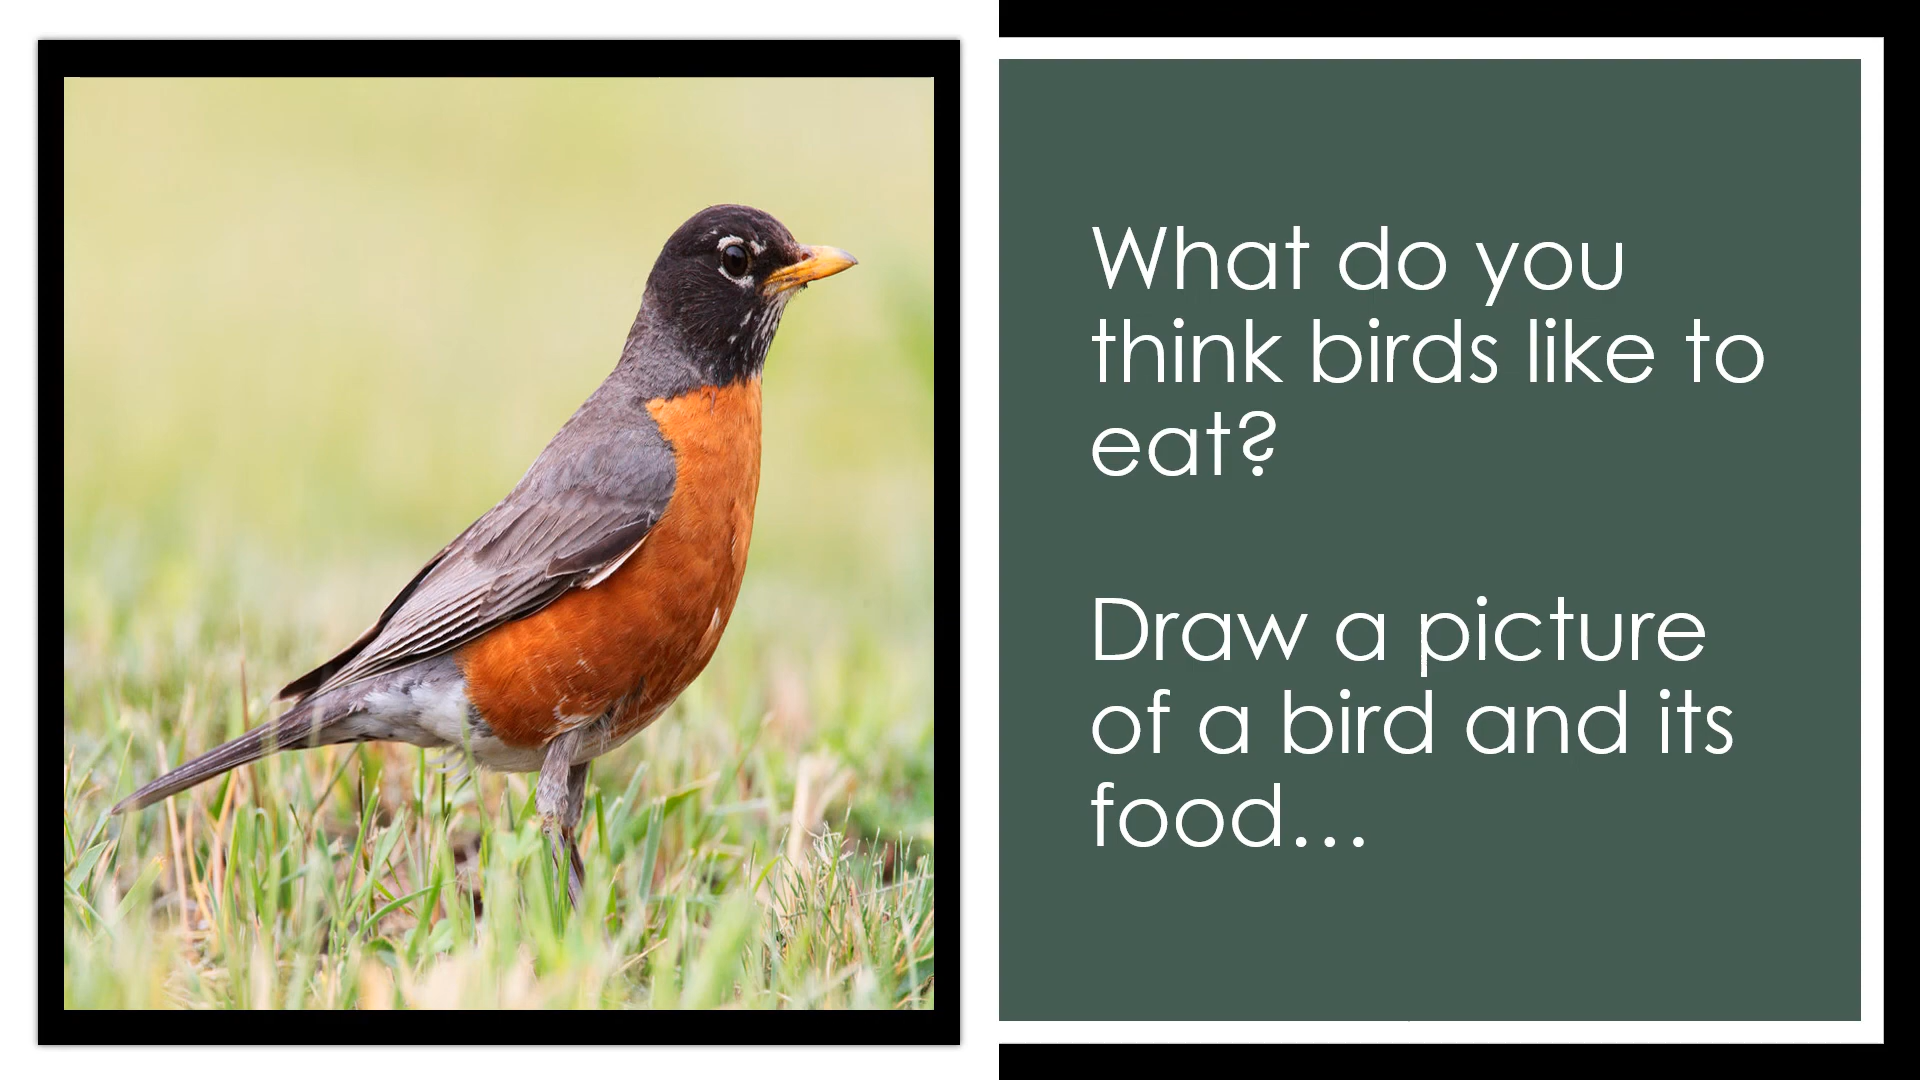 What do you
think birds like to
eat?
Draw a picture
of a bird and its
food…